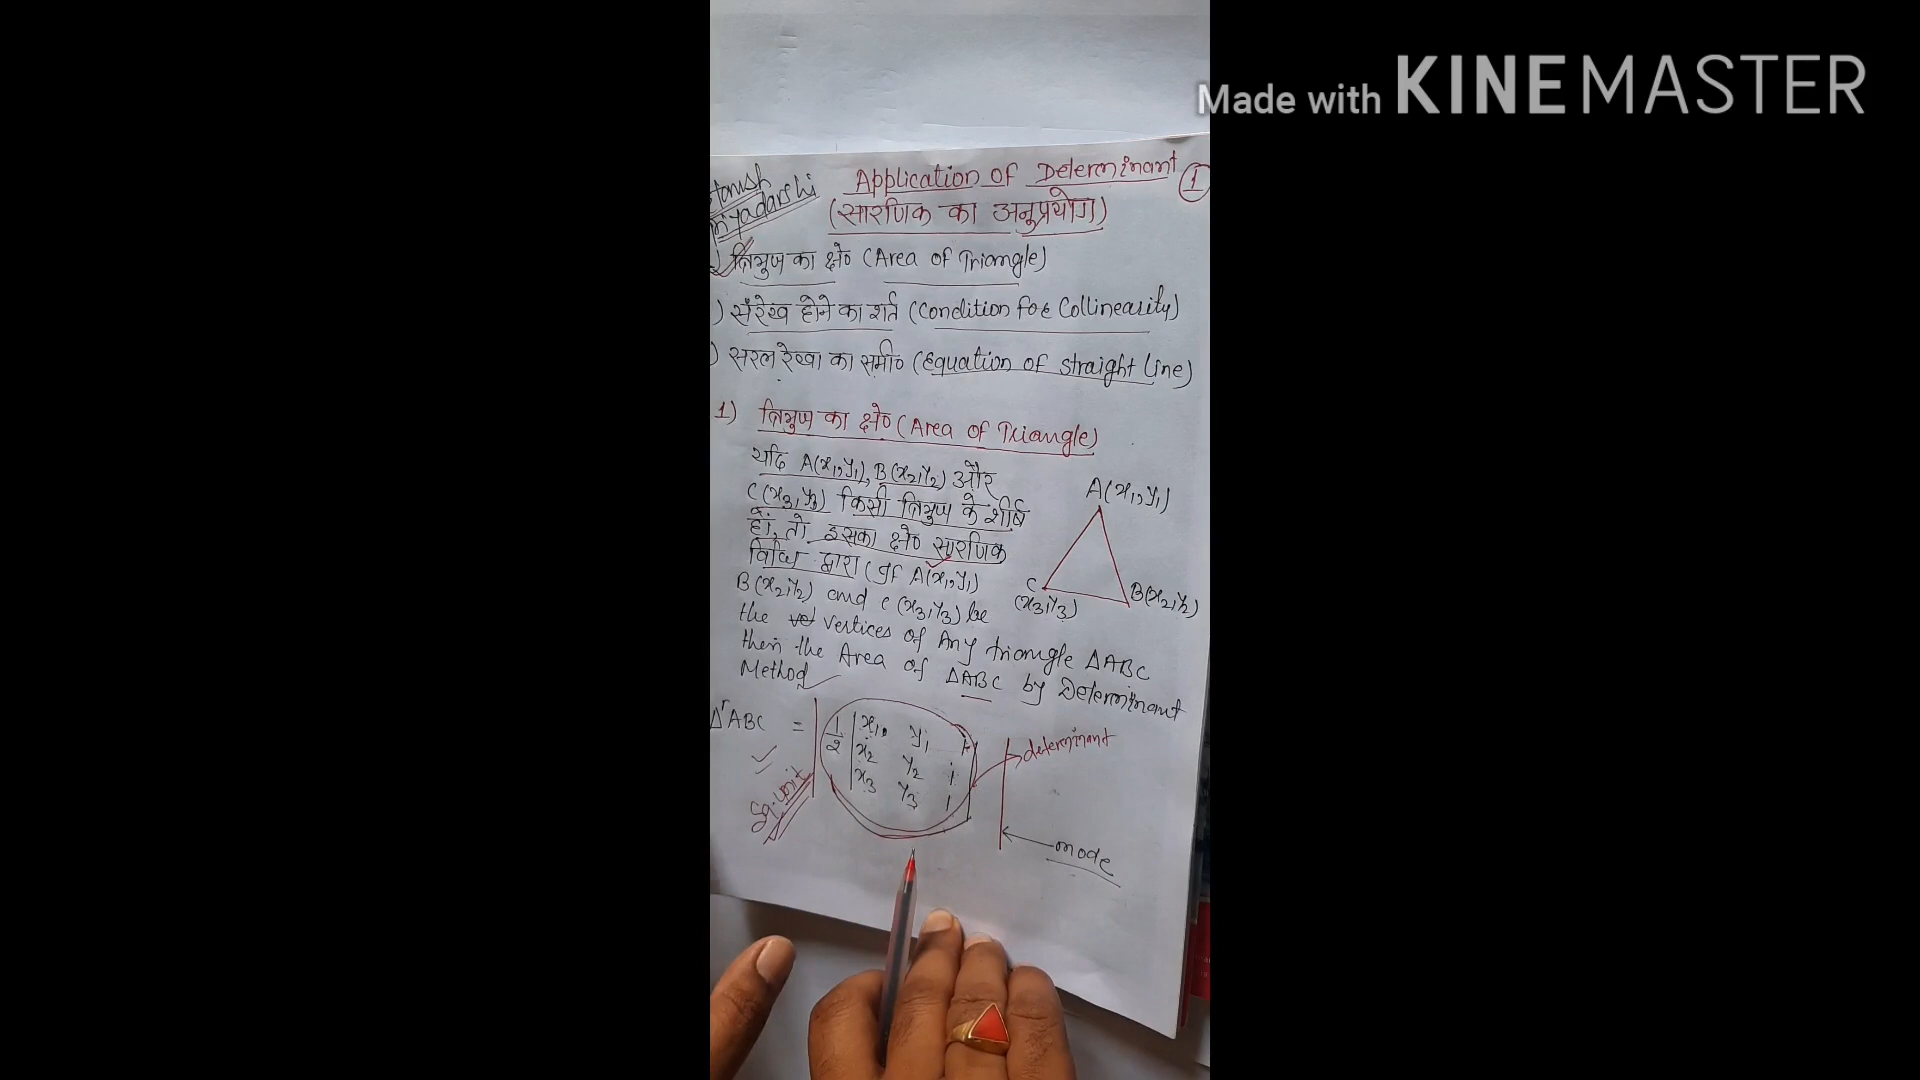 Made with KINEMASTER
Application of Determinant 1
(सारणिक का अनुप्रयोग)
त्रिभुज का क्षे० (Area of Triangle)
) संरेख होने का शर्त (Condition for Collinearity)
) सरल रेखा का समी० (Equation of straight Line)
1) त्रिभुज का क्षे० (Area of Triangle)
यदि A(x1,y1), B(x2,y2) और
C(x3,y3) किसी त्रिभुज के शीर्ष
हों, तो इसका क्षे० सारणिक
विधि द्वारा (If A(x1,y1)
B(x2,y2) and C(x3,y3) be
the vertices of Any triangle ΔABC
then the Area of ΔABC by Determinant
Method
A(x1,y1)
C
(x3,y3)
B(x2,y2)
ΔrABC = | 1/2 | x1 y1 1
x2 y2 1
x3 y3 1 | |
Sq. unit
determinant
mode